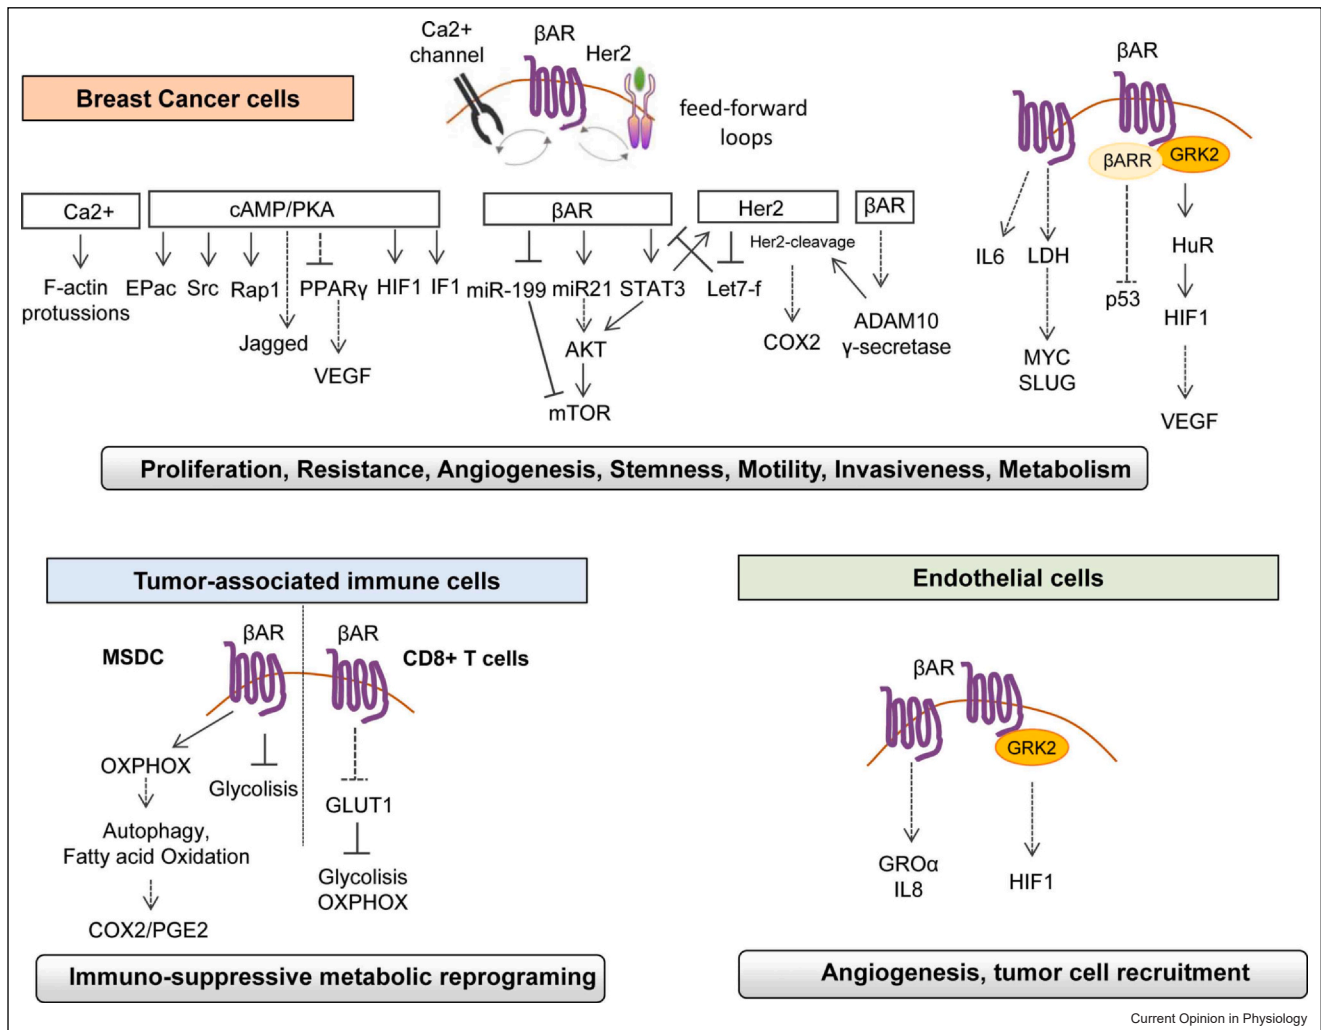 Breast Cancer cells
Ca2+
channel
βAR
Her2
feed-forward
loops
βAR
βARR
GRK2
Ca2+
cAMP/PKA
βAR
Her2
βAR
F-actin
protussions
EPac
Src
Rap1
PPARγ
HIF1
IF1
Jagged
VEGF
miR-199
miR21
STAT3
Let7-f
AKT
mTOR
Her2-cleavage
COX2
ADAM10
γ-secretase
IL6
LDH
MYC
SLUG
p53
HuR
HIF1
VEGF
Proliferation, Resistance, Angiogenesis, Stemness, Motility, Invasiveness, Metabolism
Tumor-associated immune cells
MSDC
βAR
βAR
CD8+ T cells
OXPHOX
Glycolisis
Autophagy,
Fatty acid Oxidation
COX2/PGE2
GLUT1
Glycolisis
OXPHOX
Immuno-suppressive metabolic reprograming
Endothelial cells
βAR
GRK2
GROα
IL8
HIF1
Angiogenesis, tumor cell recruitment
Current Opinion in Physiology